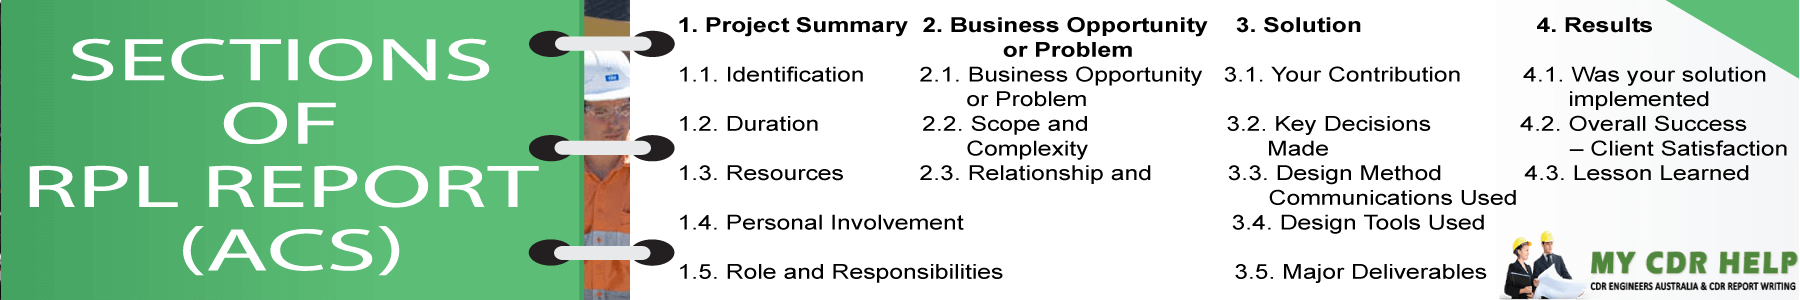 SECTIONS
OF
RPL REPORT
(ACS)
1. Project Summary
1.1. Identification
1.2. Duration
1.3. Resources
1.4. Personal Involvement
1.5. Role and Responsibilities
2. Business Opportunity
or Problem
2.1. Business Opportunity
or Problem
2.2. Scope and
Complexity
2.3. Relationship and
3. Solution
3.1. Your Contribution
3.2. Key Decisions
Made
3.3. Design Method
Communications Used
3.4. Design Tools Used
3.5. Major Deliverables
4. Results
4.1. Was your solution
implemented
4.2. Overall Success
– Client Satisfaction
4.3. Lesson Learned
MY CDR HELP
CDR ENGINEERS AUSTRALIA & CDR REPORT WRITING